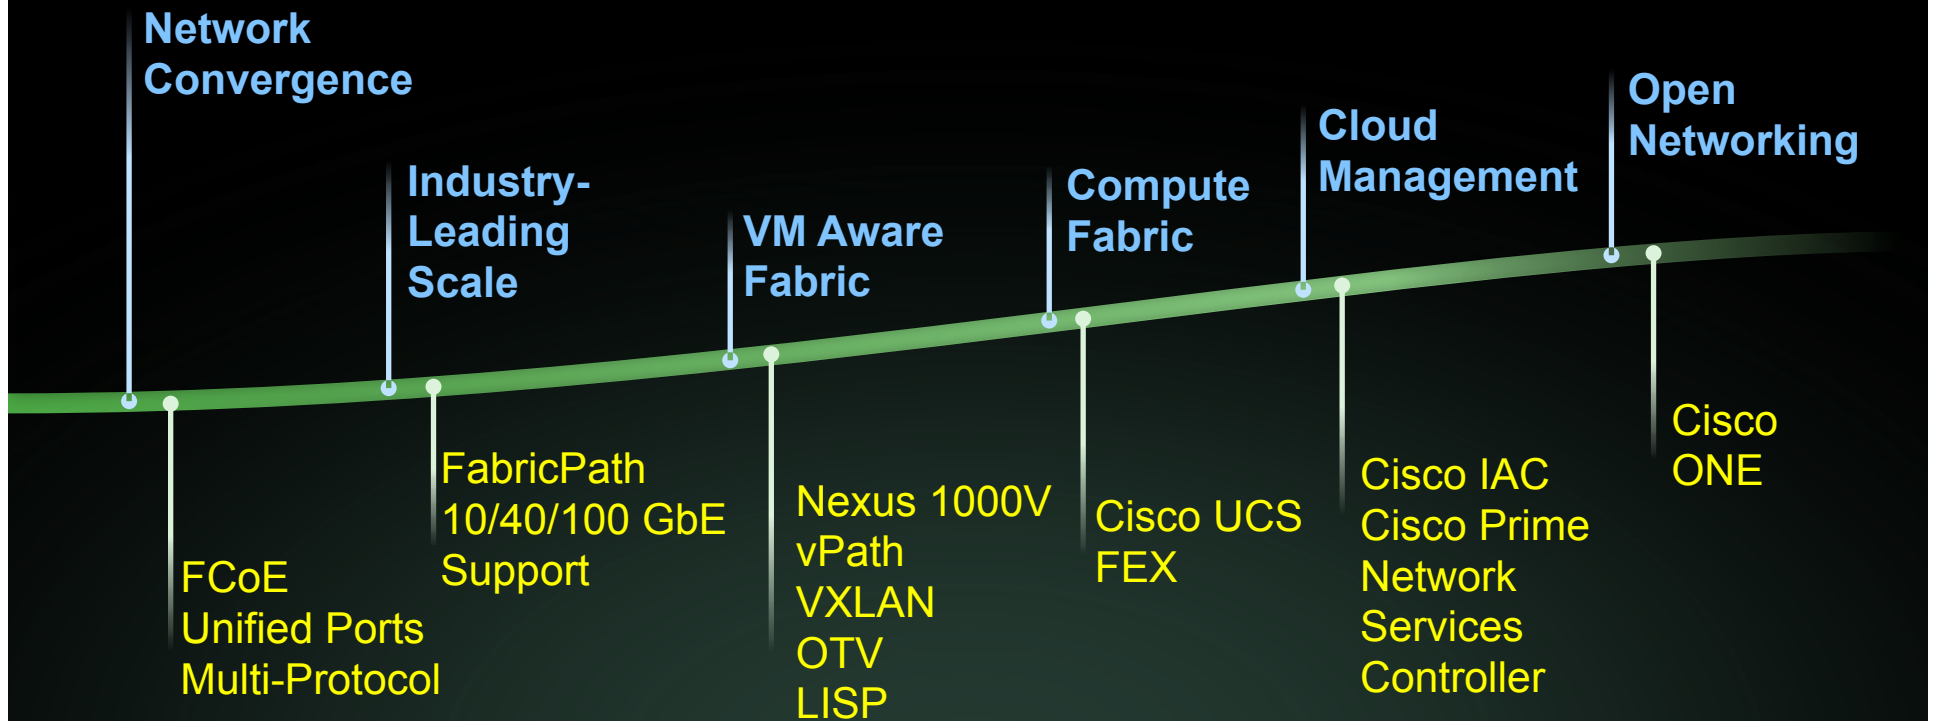 Network
Convergence
Industry-
Leading
Scale
VM Aware
Fabric
Compute
Fabric
Cloud
Management
Open
Networking
FCoE
Unified Ports
Multi-Protocol
FabricPath
10/40/100 GbE
Support
Nexus 1000V
vPath
VXLAN
OTV
LISP
Cisco UCS
FEX
Cisco IAC
Cisco Prime
Network
Services
Controller
Cisco
ONE